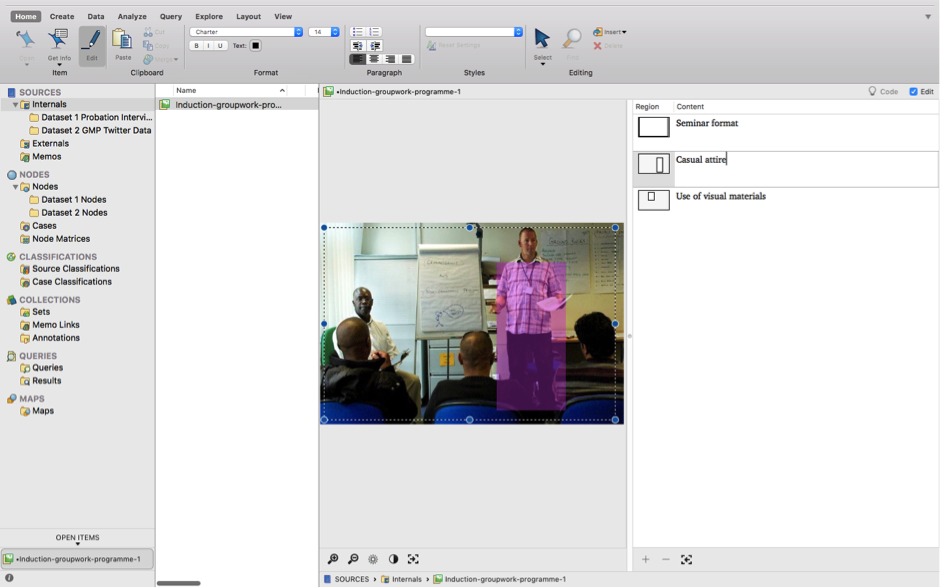 Home Create Data Analyze Query Explore Layout View
Charter 14
Cut
Copy
Merge
Open Get Info Edit Paste
B I U Text:
Reset Settings
Select Find
Insert
Delete
Item Clipboard Format Paragraph Styles Editing
SOURCES
Internals
Dataset 1 Probation Intervi...
Dataset 2 GMP Twitter Data
Externals
Memos
NODES
Nodes
Dataset 1 Nodes
Dataset 2 Nodes
Cases
Node Matrices
CLASSIFICATIONS
Source Classifications
Case Classifications
COLLECTIONS
Sets
Memo Links
Annotations
QUERIES
Queries
Results
MAPS
Maps
OPEN ITEMS
•Induction-groupwork-programme-1
Name
Induction-groupwork-pro...
•Induction-groupwork-programme-1
Code Edit
Region Content
Seminar format
Casual attire
Use of visual materials
SOURCES › Internals › Induction-groupwork-programme-1